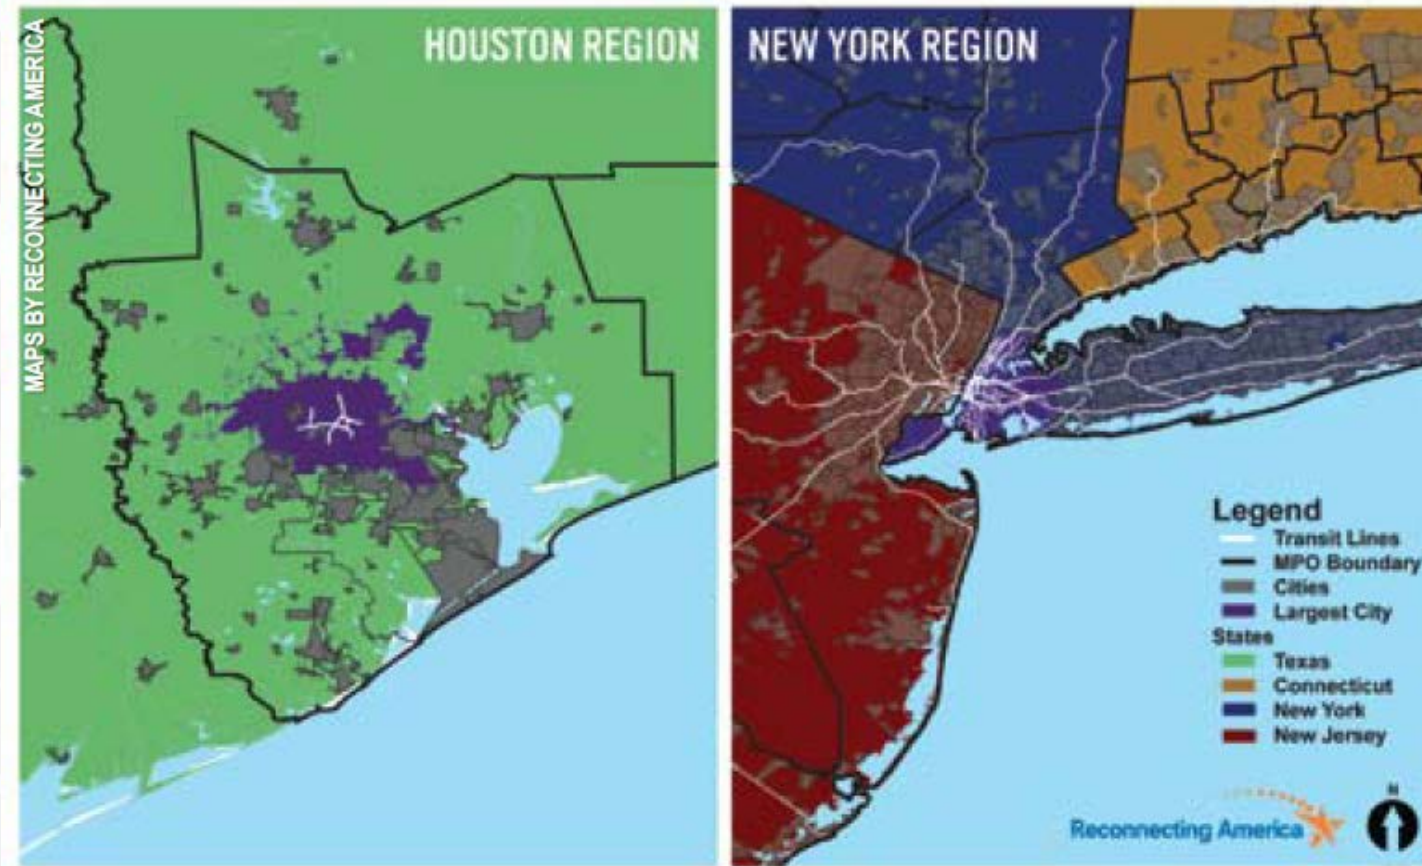 MAPS BY RECONNECTING AMERICA
HOUSTON REGION
NEW YORK REGION
Legend
Transit Lines
MPO Boundary
Cities
Largest City
States
Texas
Connecticut
New York
New Jersey
Reconnecting America
N